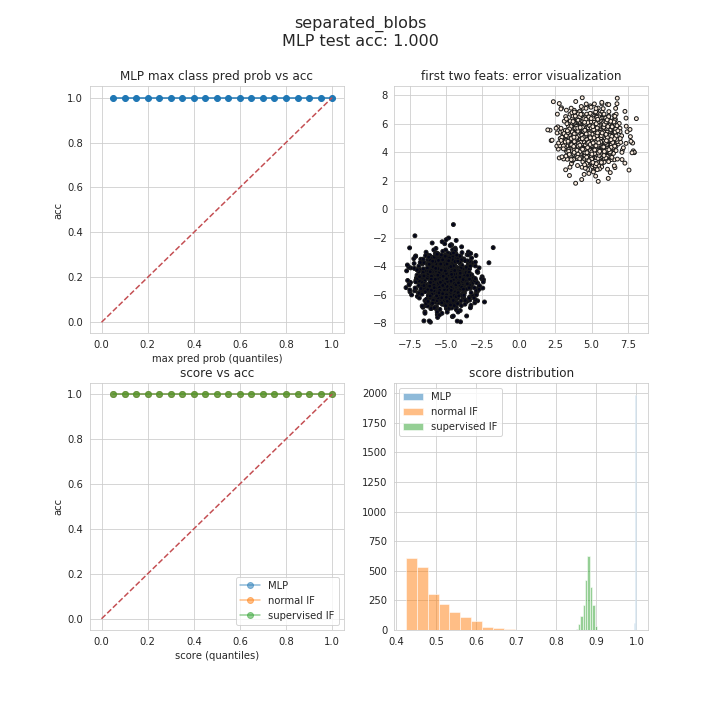 separated_blobs
MLP test acc: 1.000
MLP max class pred prob vs acc
1.0
0.8
0.6
0.4
0.2
0.0
acc
0.0 0.2 0.4 0.6 0.8 1.0
max pred prob (quantiles)
first two feats: error visualization
8
6
4
2
0
−2
−4
−6
−8
−7.5 −5.0 −2.5 0.0 2.5 5.0 7.5
score vs acc
1.0
0.8
0.6
0.4
0.2
0.0
acc
MLP
normal IF
supervised IF
0.0 0.2 0.4 0.6 0.8 1.0
score (quantiles)
score distribution
2000
1750
1500
1250
1000
750
500
250
0
MLP
normal IF
supervised IF
0.4 0.5 0.6 0.7 0.8 0.9 1.0